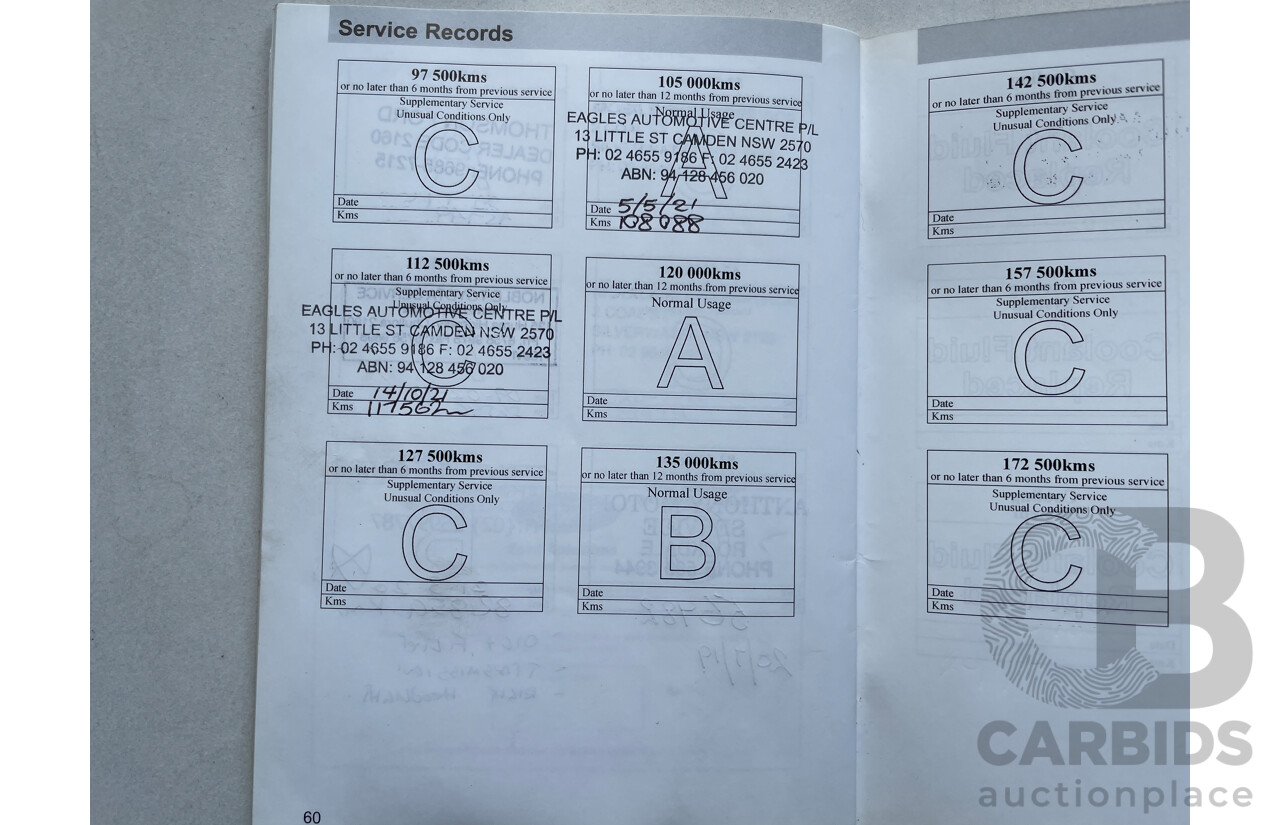 Service Records
97 500kms
or no later than 6 months from previous service
Supplementary Service
Unusual Conditions Only
C
Date
Kms
105 000kms
or no later than 12 months from previous service
Normal Usage
A
EAGLES AUTOMOTIVE CENTRE P/L
13 LITTLE ST CAMDEN NSW 2570
PH: 02 4655 9186 F: 02 4655 2423
ABN: 94 128 456 020
Date 5/5/21
Kms 108088
142 500kms
or no later than 6 months from previous service
Supplementary Service
Unusual Conditions Only
C
Date
Kms
112 500kms
or no later than 6 months from previous service
Supplementary Service
Unusual Conditions Only
C
EAGLES AUTOMOTIVE CENTRE P/L
13 LITTLE ST CAMDEN NSW 2570
PH: 02 4655 9186 F: 02 4655 2423
ABN: 94 128 456 020
Date 14/10/21
Kms 117562
120 000kms
or no later than 12 months from previous service
Normal Usage
A
Date
Kms
157 500kms
or no later than 6 months from previous service
Supplementary Service
Unusual Conditions Only
C
Date
Kms
127 500kms
or no later than 6 months from previous service
Supplementary Service
Unusual Conditions Only
C
Date
Kms
135 000kms
or no later than 12 months from previous service
Normal Usage
B
Date
Kms
172 500kms
or no later than 6 months from previous service
Supplementary Service
Unusual Conditions Only
C
Date
Kms
60
CARBIDS
auctionplace